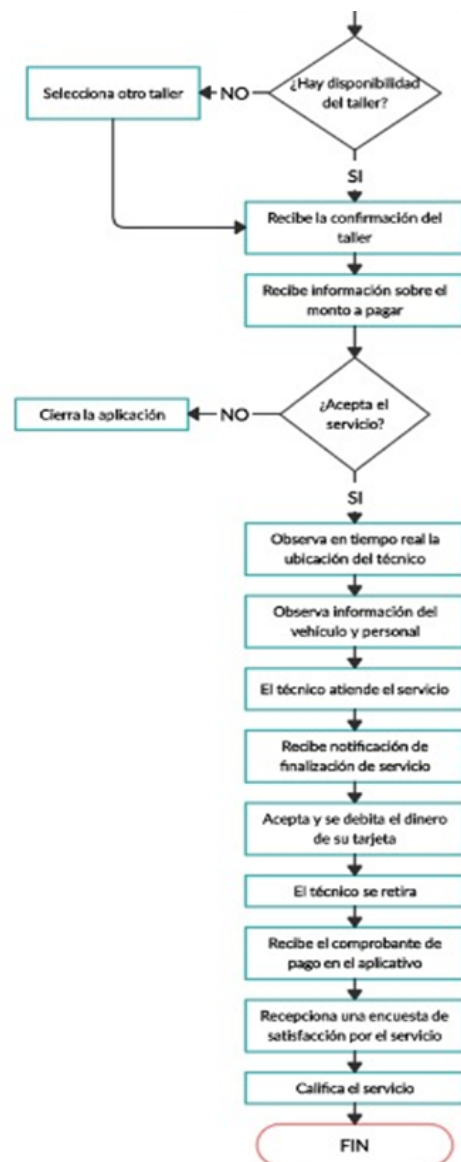 ¿Hay disponibilidad
del taller?
NO
Selecciona otro taller
SI
Recibe la confirmación del
taller
Recibe información sobre el
monto a pagar
¿Acepta el
servicio?
NO
Cierra la aplicación
SI
Observa en tiempo real la
ubicación del técnico
Observa información del
vehículo y personal
El técnico atiende el servicio
Recibe notificación de
finalización de servicio
Acepta y se debita el dinero
de su tarjeta
El técnico se retira
Recibe el comprobante de
pago en el aplicativo
Recepciona una encuesta de
satisfacción por el servicio
Califica el servicio
FIN